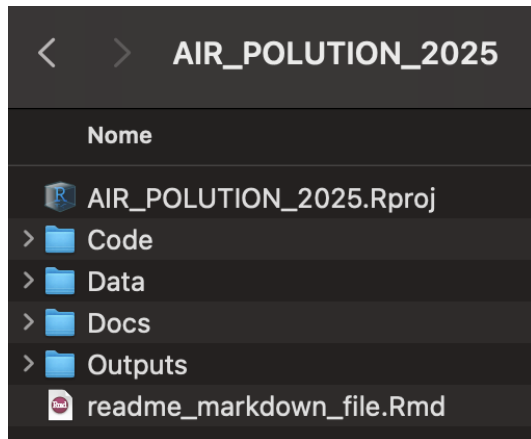 AIR_POLUTION_2025
Nome
AIR_POLUTION_2025.Rproj
Code
Data
Docs
Outputs
readme_markdown_file.Rmd